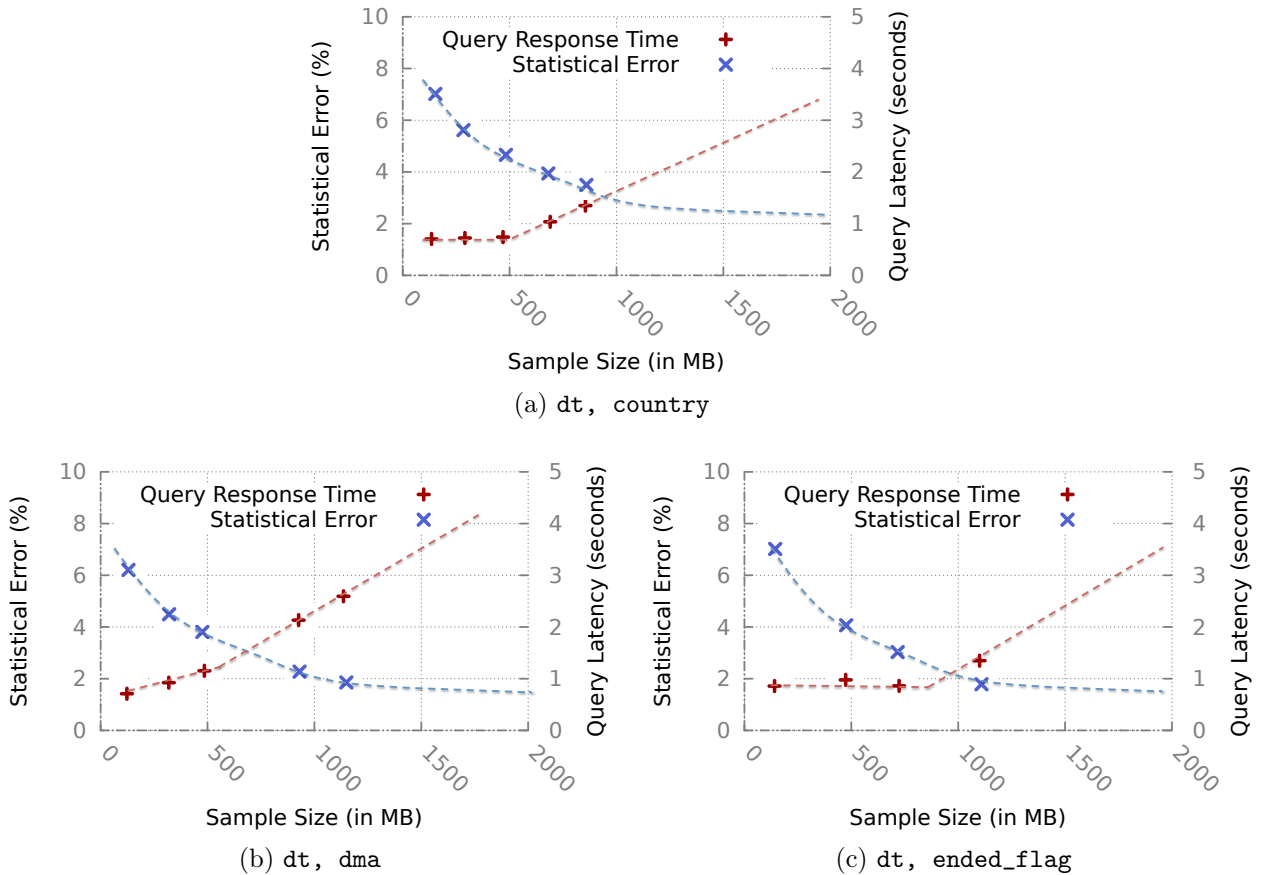 Query Response Time
Statistical Error
Statistical Error (%)
10
8
6
4
2
0
Query Latency (seconds)
5
4
3
2
1
0
0
500
1000
1500
2000
Sample Size (in MB)
(a) dt, country
Query Response Time
Statistical Error
Statistical Error (%)
10
8
6
4
2
0
Query Latency (seconds)
5
4
3
2
1
0
0
500
1000
1500
2000
Sample Size (in MB)
(b) dt, dma
Query Response Time
Statistical Error
Statistical Error (%)
10
8
6
4
2
0
Query Latency (seconds)
5
4
3
2
1
0
0
500
1000
1500
2000
Sample Size (in MB)
(c) dt, ended_flag